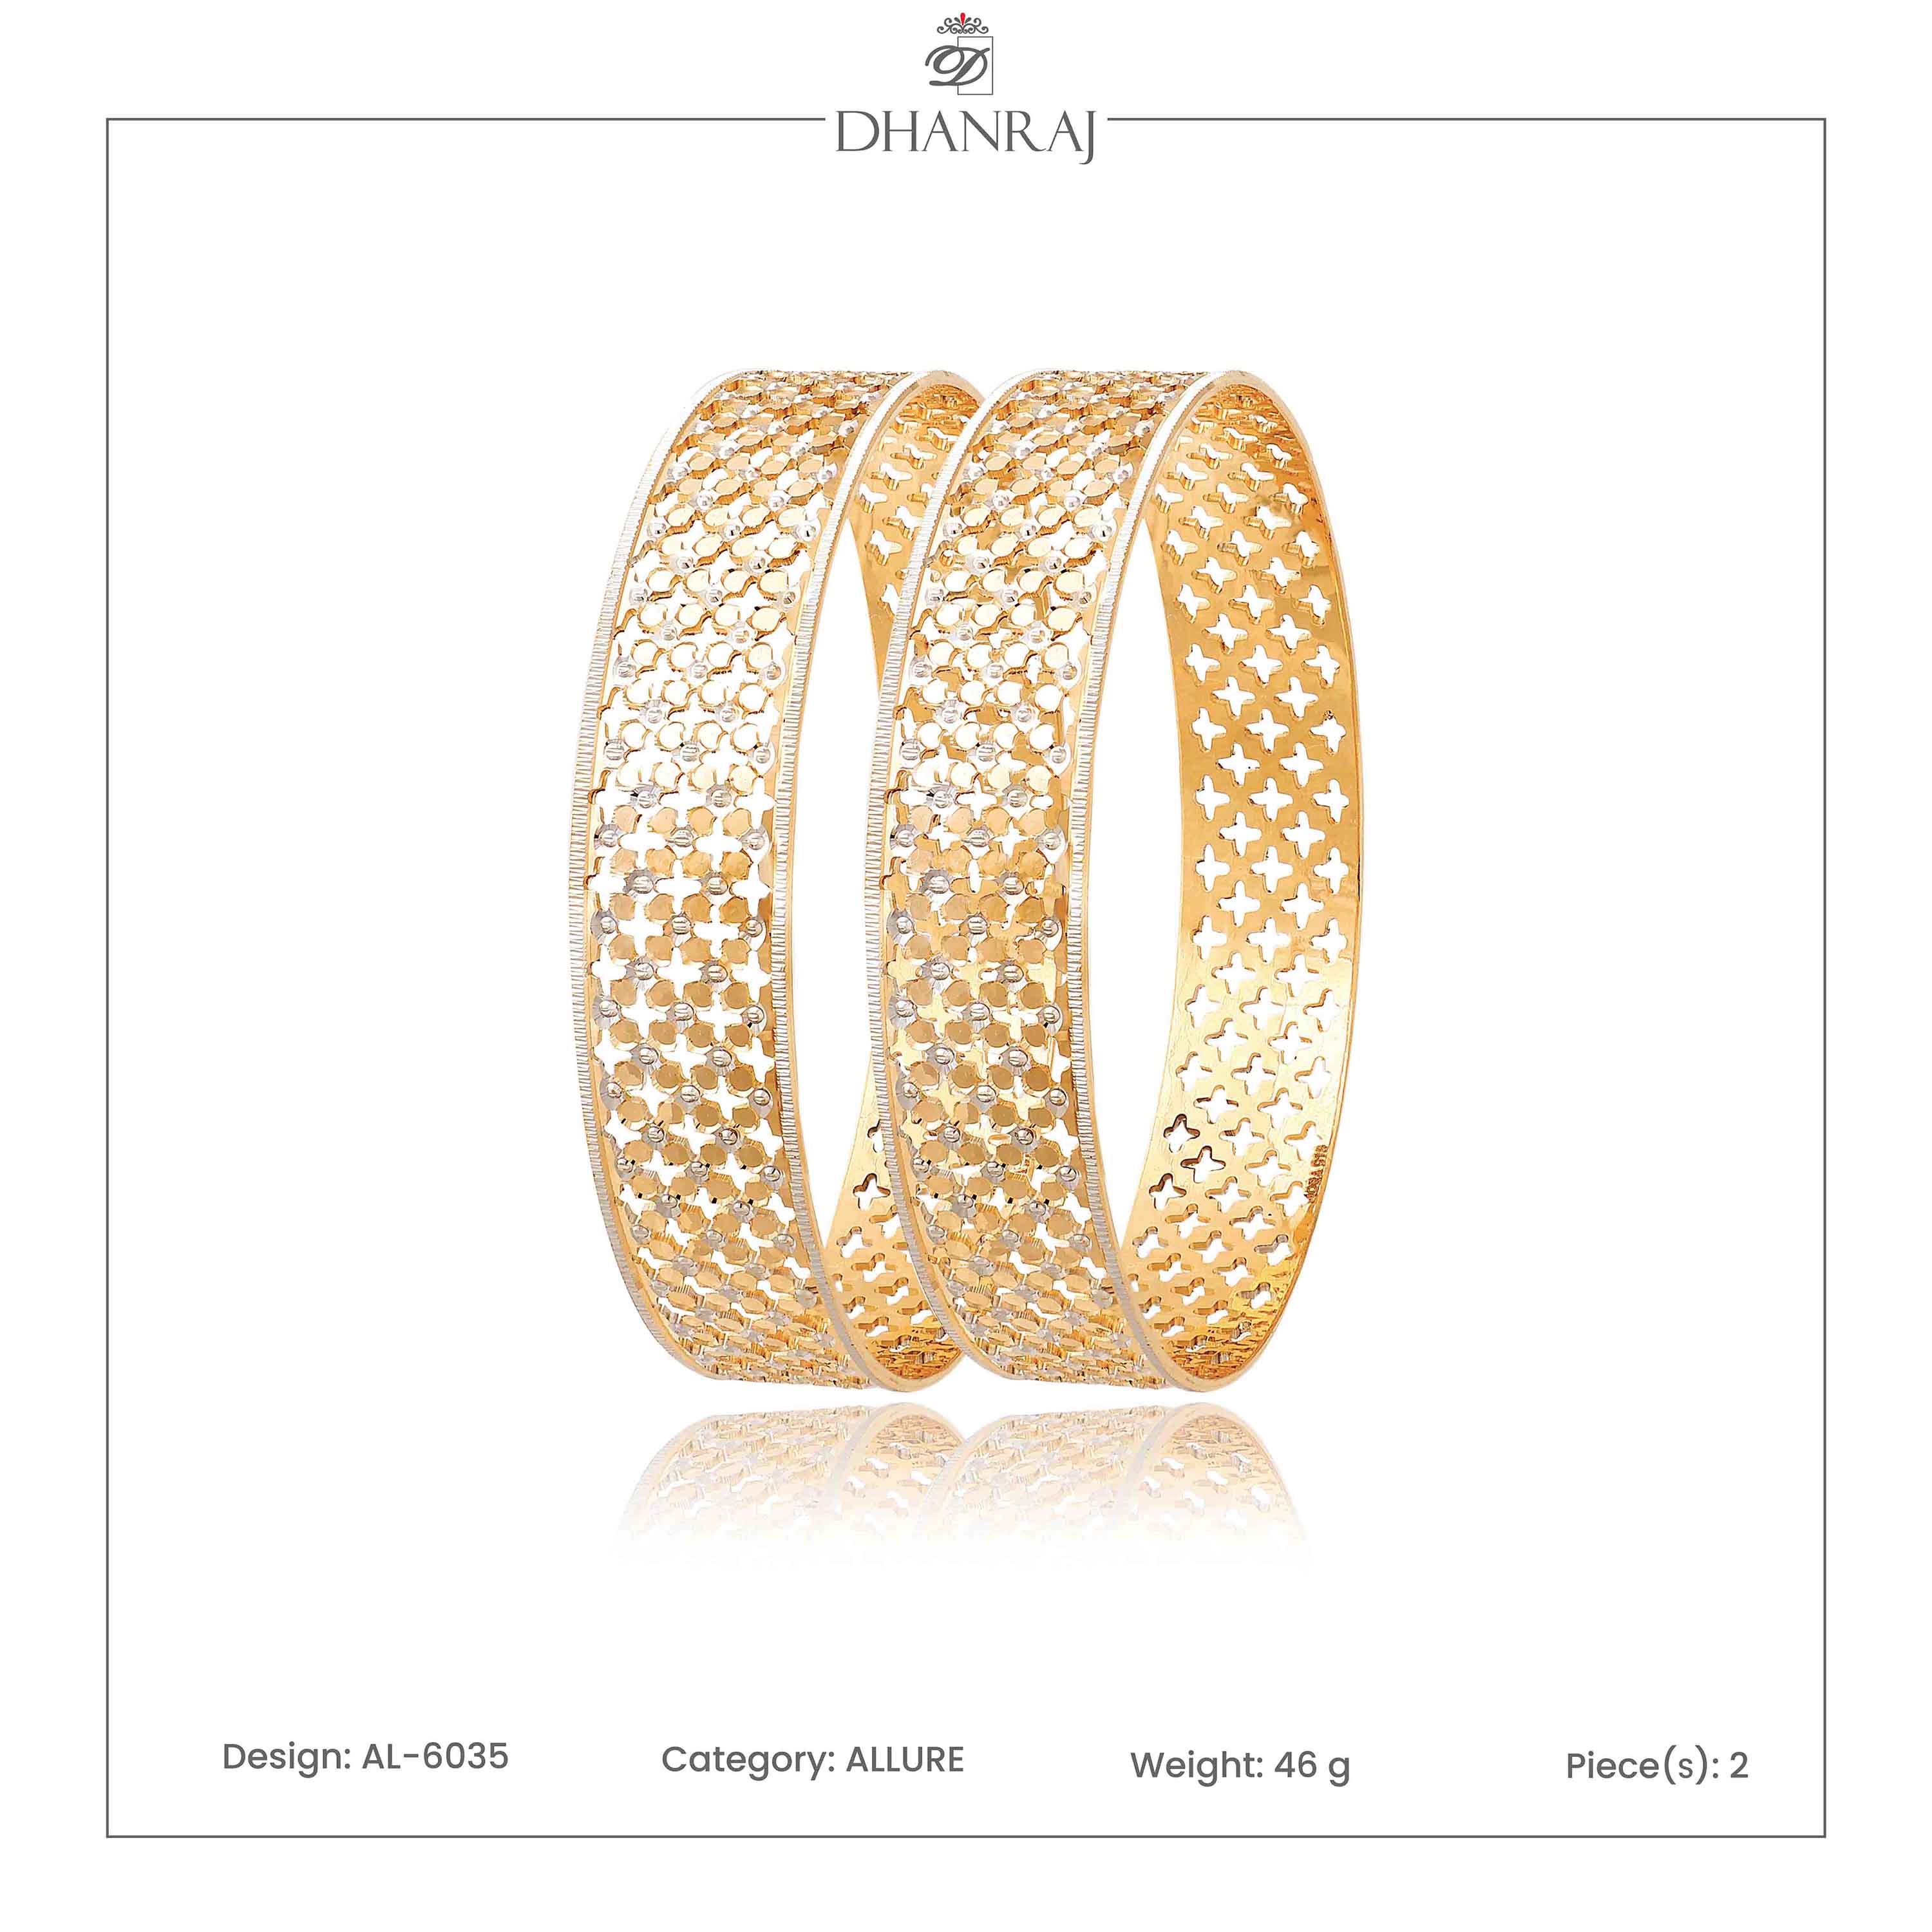 DHANRAJ
Design: AL-6035
Category: ALLURE
Weight: 46 g
Piece(s): 2